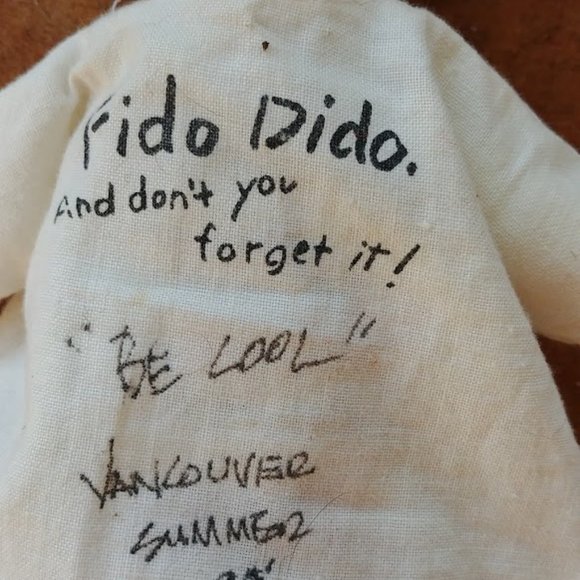 Fido Dido.
And don't you
forget it!
"BE COOL"
VANCOUVER
SUMMER